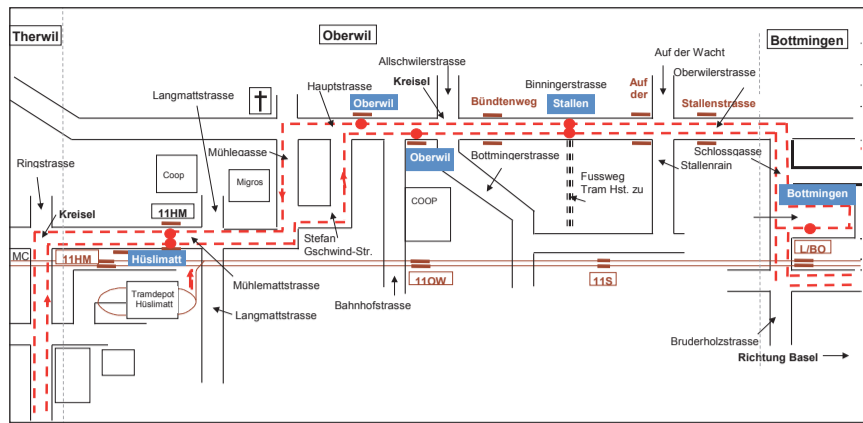 Therwil
Oberwil
Bottmingen
Allschwilerstrasse
Kreisel
Auf der Wacht
Langmattstrasse
Hauptstrasse
Binningerstrasse
Oberwilerstrasse
Oberwil
Bündtenweg
Stallen
Auf
der
Stallenstrasse
Ringstrasse
Mühlegasse
Oberwil
Bottmingerstrasse
Schlossgasse
Stallenrain
Coop
Migros
Fussweg
Tram Hst. zu
Bottmingen
Kreisel
11HM
COOP
Stefan
Gschwind-Str.
MC
11HM
Hüslimatt
L/BO
Mühlemattstrasse
11OW
11S
Tramdepot
Hüslimatt
Bahnhofstrasse
Langmattstrasse
Bruderholzstrasse
Richtung Basel